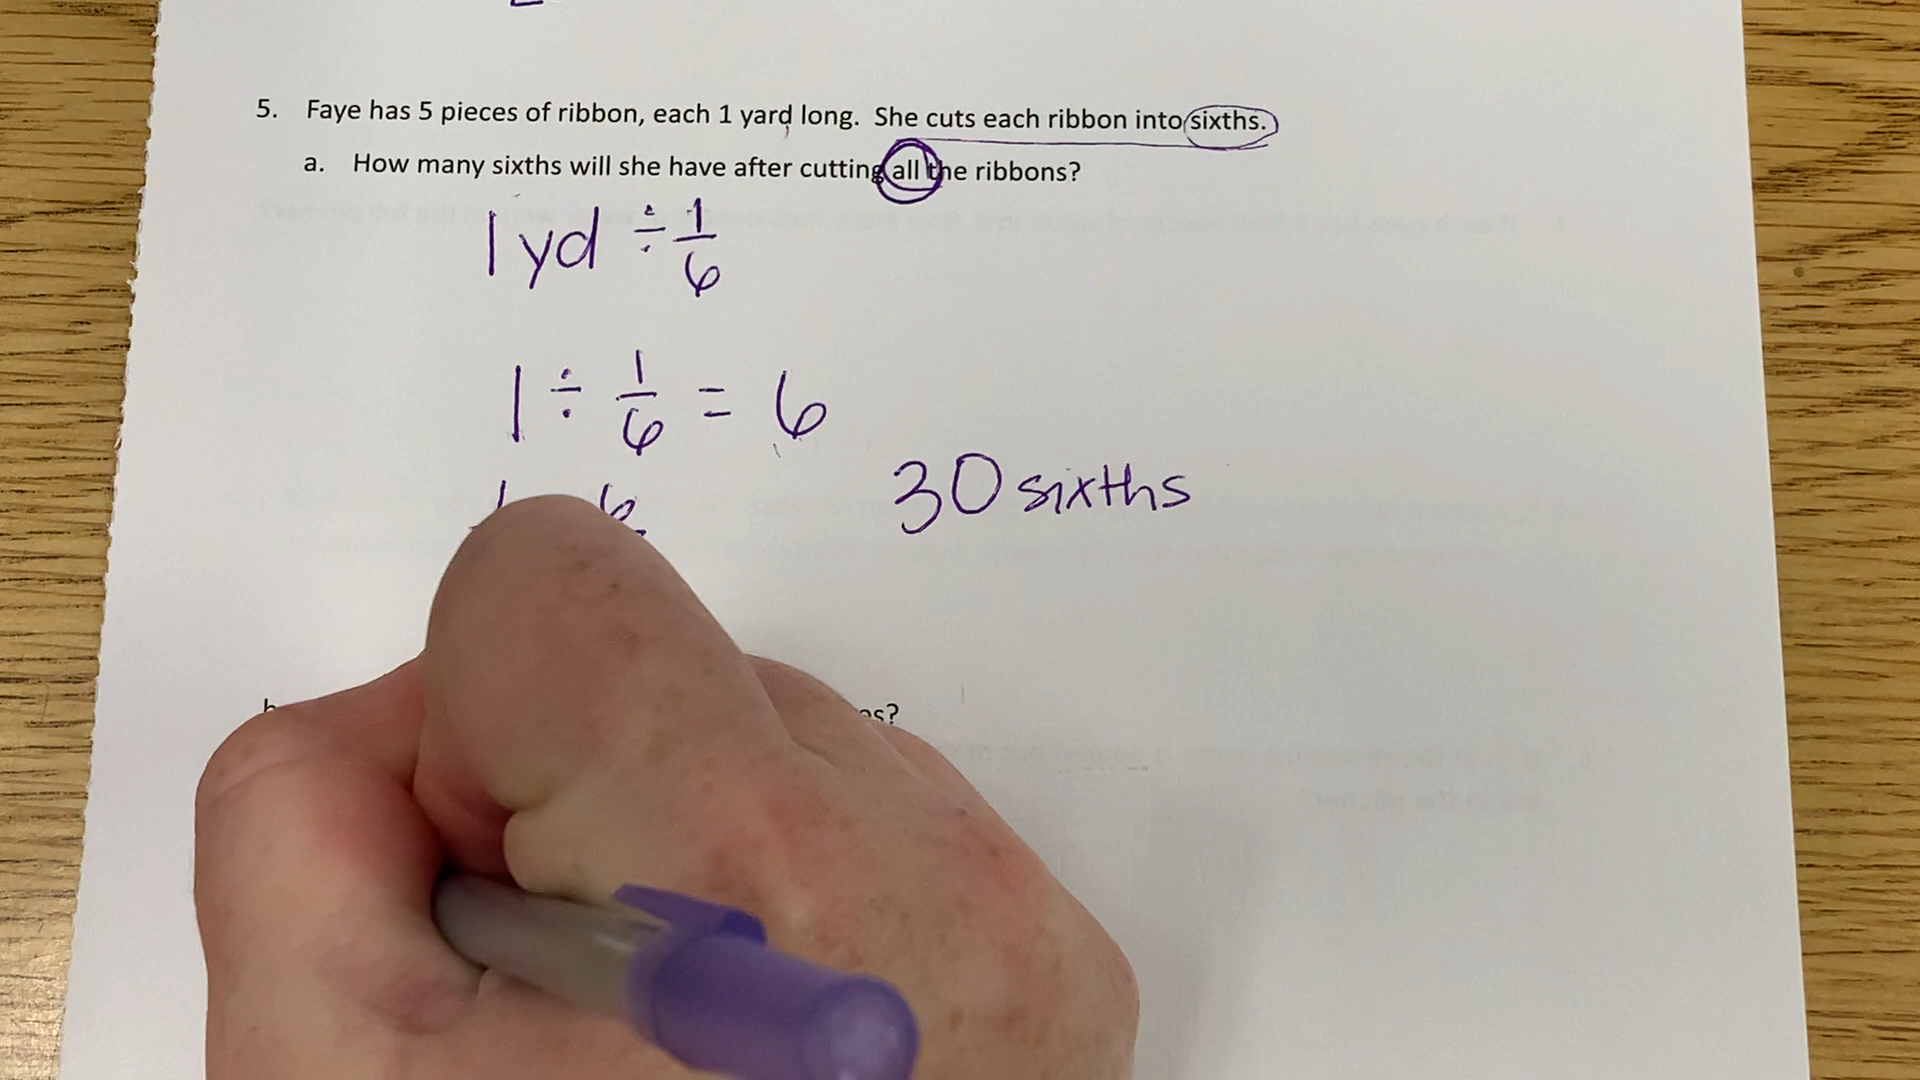 5. Faye has 5 pieces of ribbon, each 1 yard long. She cuts each ribbon into sixths.
a. How many sixths will she have after cutting all the ribbons?
1 yd ÷ 1/6
1 ÷ 1/6 = 6
30 sixths